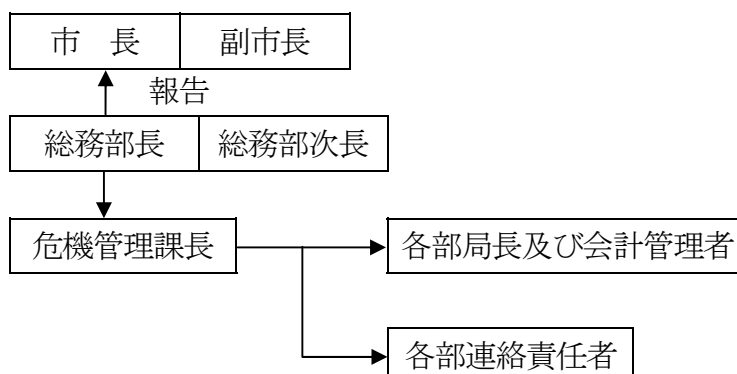 市　長　副市長
報告
総務部長　総務部次長
危機管理課長　各部局長及び会計管理者
各部連絡責任者